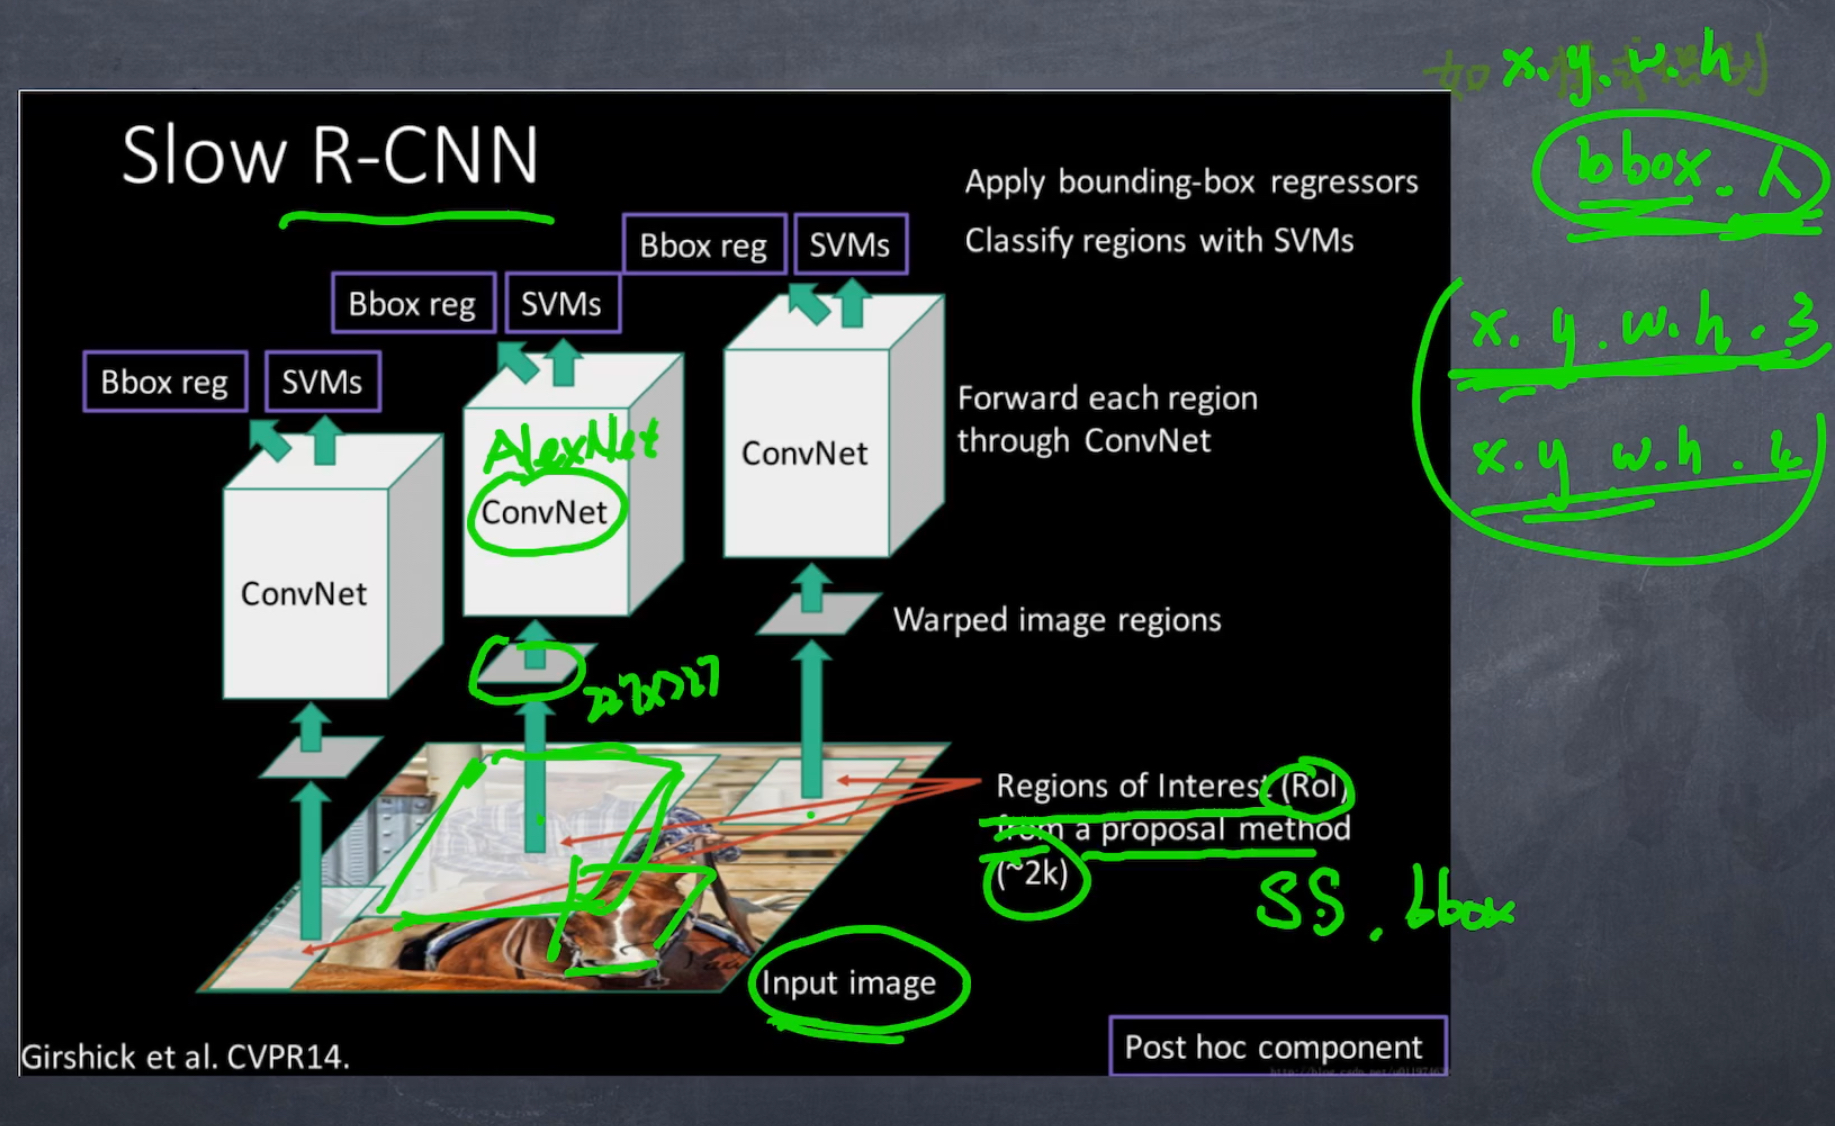 x.y.w.h
Slow R-CNN
bbox.人
Apply bounding-box regressors
Bbox reg
SVMs
Classify regions with SVMs
Bbox reg
SVMs
x.y.w.h.3
Bbox reg
SVMs
Forward each region
through ConvNet
AlexNet
ConvNet
x.y w.h.4
ConvNet
ConvNet
Warped image regions
227x227
Regions of Interest (RoI)
from a proposal method
(~2k)
SS. bbox
Input image
Girshick et al. CVPR14.
Post hoc component